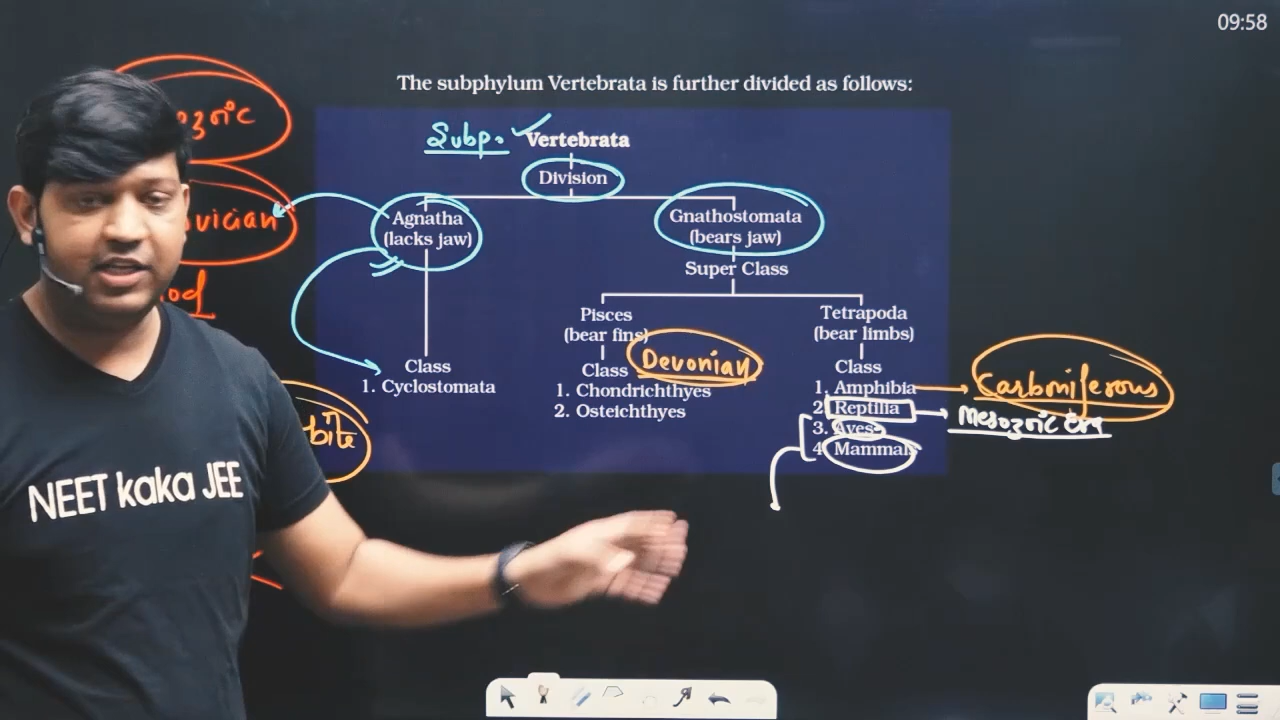 09:58
The subphylum Vertebrata is further divided as follows:
Subp. Vertebrata
Division
Agnatha
(lacks jaw)
Gnathostomata
(bears jaw)
Super Class
Pisces
(bear fins)
Tetrapoda
(bear limbs)
Devonian
Class
1. Cyclostomata
Class
1. Chondrichthyes
2. Osteichthyes
Class
1. Amphibia
2 Reptilia
3. Aves
4 Mammals
Carboniferous
Mesozoic Era
NEET kaka JEE